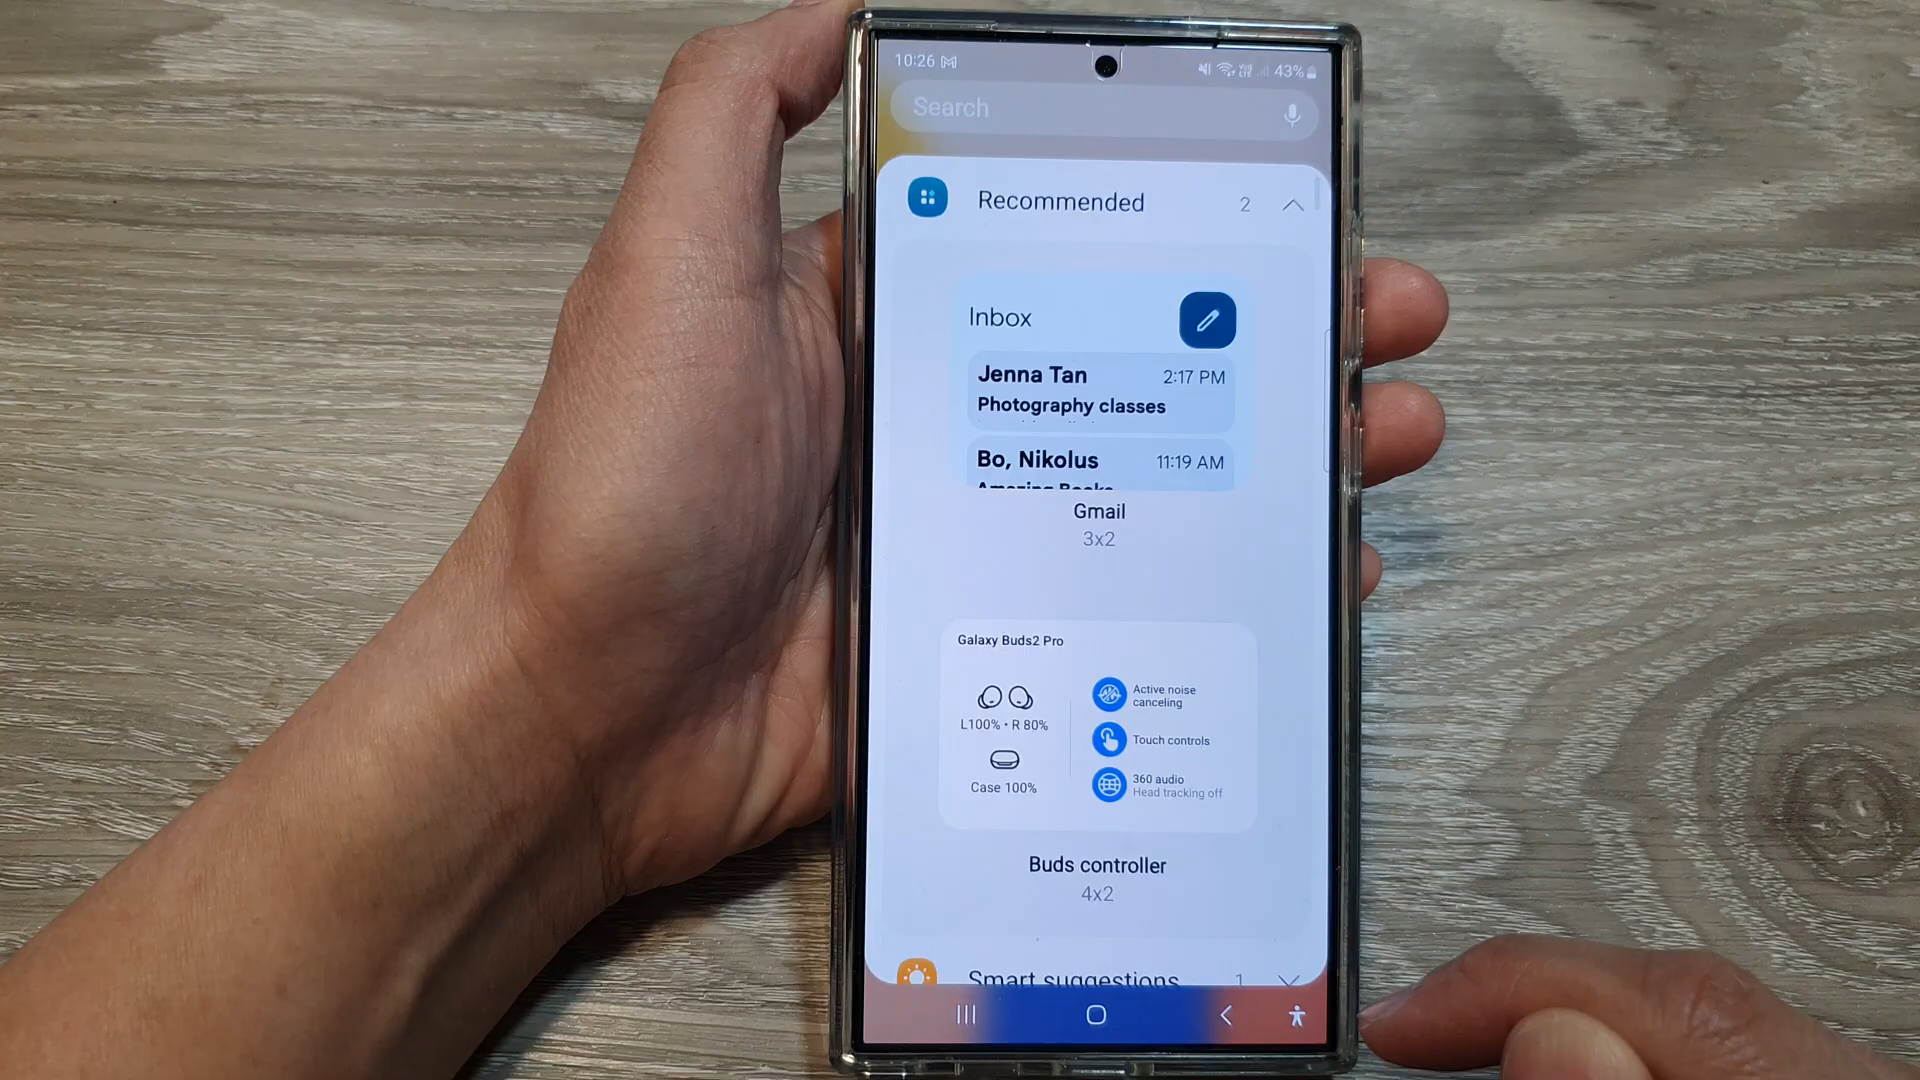 10:26
43%
Search
Recommended 2
Inbox
Jenna Tan 2:17 PM
Photography classes
Bo, Nikolus 11:19 AM
Amazing Books
Gmail
3x2
Galaxy Buds2 Pro
L100% • R 80%
Case 100%
Active noise
canceling
Touch controls
360 audio
Head tracking off
Buds controller
4x2
Smart suggestions 1